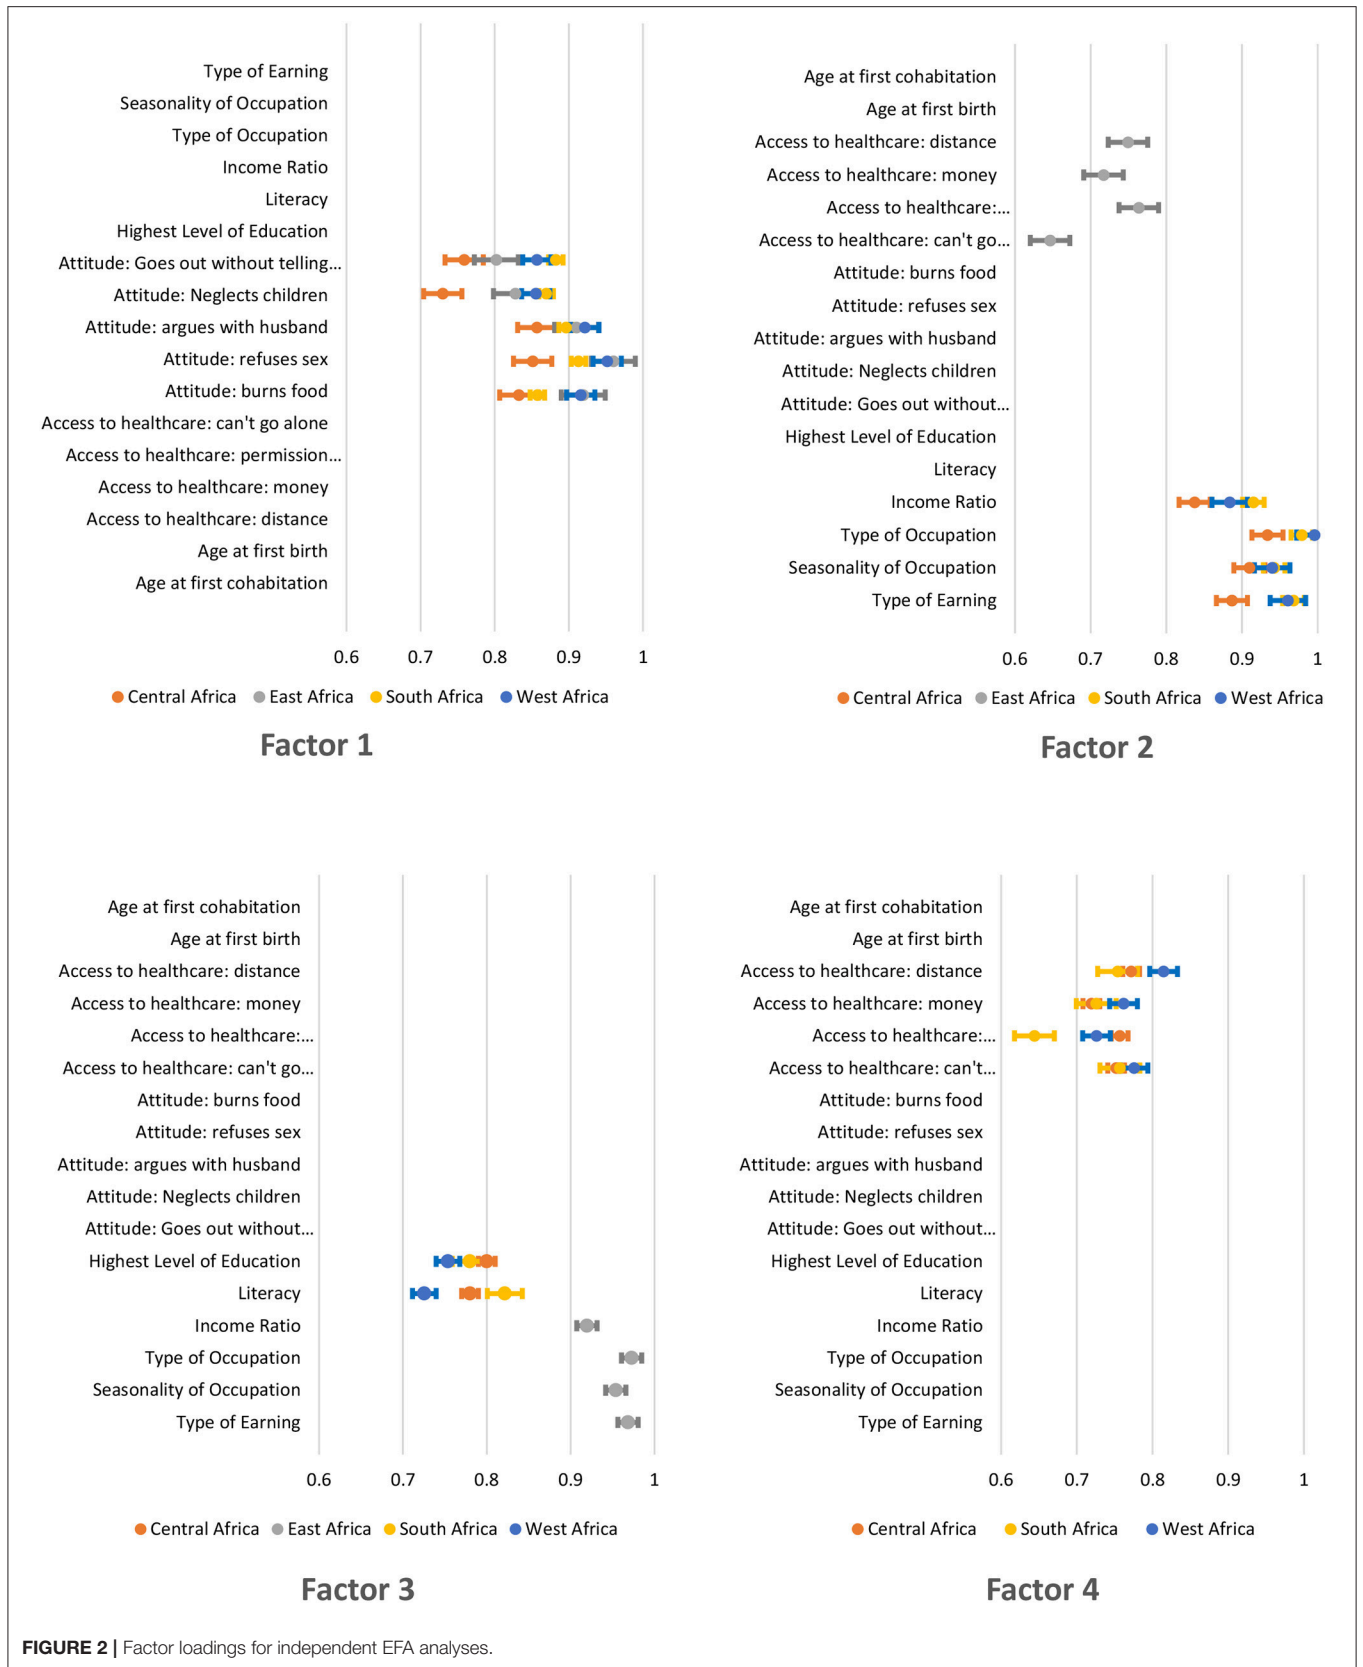 Type of Earning
Seasonality of Occupation
Type of Occupation
Income Ratio
Literacy
Highest Level of Education
Attitude: Goes out without telling...
Attitude: Neglects children
Attitude: argues with husband
Attitude: refuses sex
Attitude: burns food
Access to healthcare: can't go alone
Access to healthcare: permission...
Access to healthcare: money
Access to healthcare: distance
Age at first birth
Age at first cohabitation
0.6 0.7 0.8 0.9 1
Central Africa East Africa South Africa West Africa
Factor 1
Age at first cohabitation
Age at first birth
Access to healthcare: distance
Access to healthcare: money
Access to healthcare:...
Access to healthcare: can't go...
Attitude: burns food
Attitude: refuses sex
Attitude: argues with husband
Attitude: Neglects children
Attitude: Goes out without...
Highest Level of Education
Literacy
Income Ratio
Type of Occupation
Seasonality of Occupation
Type of Earning
0.6 0.7 0.8 0.9 1
Central Africa East Africa South Africa West Africa
Factor 2
Age at first cohabitation
Age at first birth
Access to healthcare: distance
Access to healthcare: money
Access to healthcare:...
Access to healthcare: can't go...
Attitude: burns food
Attitude: refuses sex
Attitude: argues with husband
Attitude: Neglects children
Attitude: Goes out without...
Highest Level of Education
Literacy
Income Ratio
Type of Occupation
Seasonality of Occupation
Type of Earning
0.6 0.7 0.8 0.9 1
Central Africa East Africa South Africa West Africa
Factor 3
Age at first cohabitation
Age at first birth
Access to healthcare: distance
Access to healthcare: money
Access to healthcare:...
Access to healthcare: can't...
Attitude: burns food
Attitude: refuses sex
Attitude: argues with husband
Attitude: Neglects children
Attitude: Goes out without...
Highest Level of Education
Literacy
Income Ratio
Type of Occupation
Seasonality of Occupation
Type of Earning
0.6 0.7 0.8 0.9 1
Central Africa South Africa West Africa
Factor 4
FIGURE 2 | Factor loadings for independent EFA analyses.